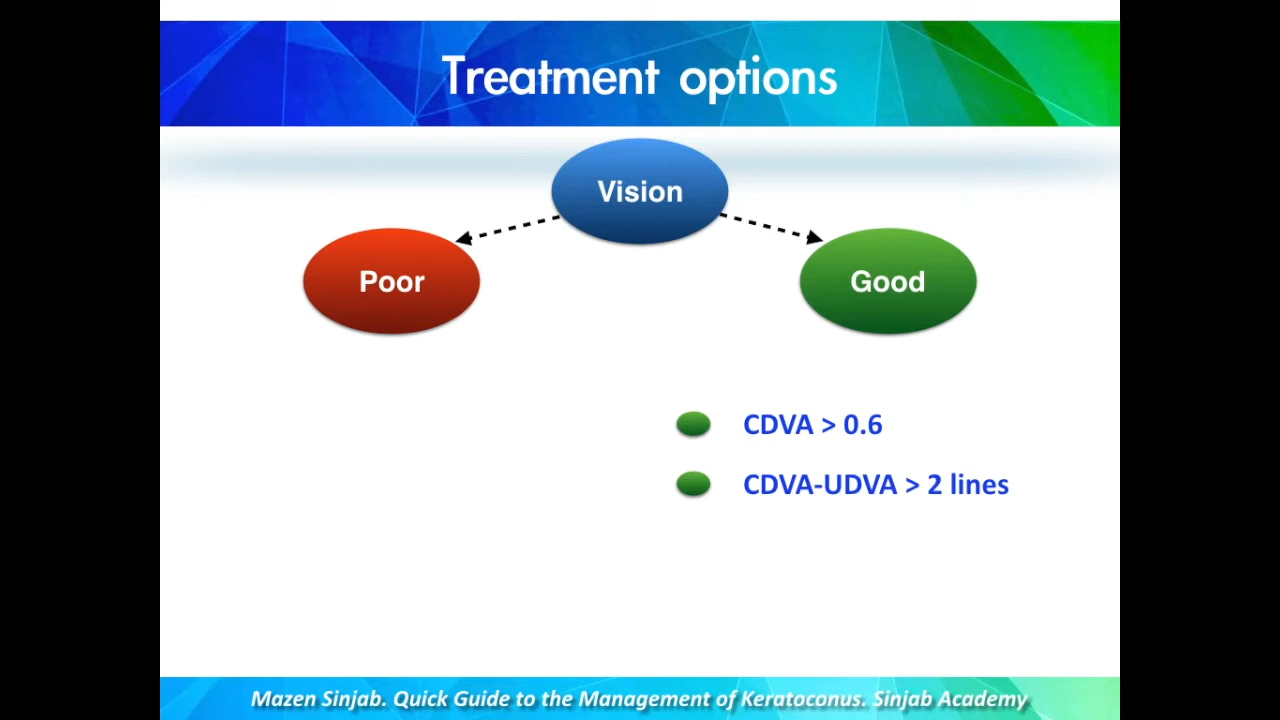 Treatment options
Vision
Poor
Good
CDVA > 0.6
CDVA-UDVA > 2 lines
Mazen Sinjab. Quick Guide to the Management of Keratoconus. Sinjab Academy